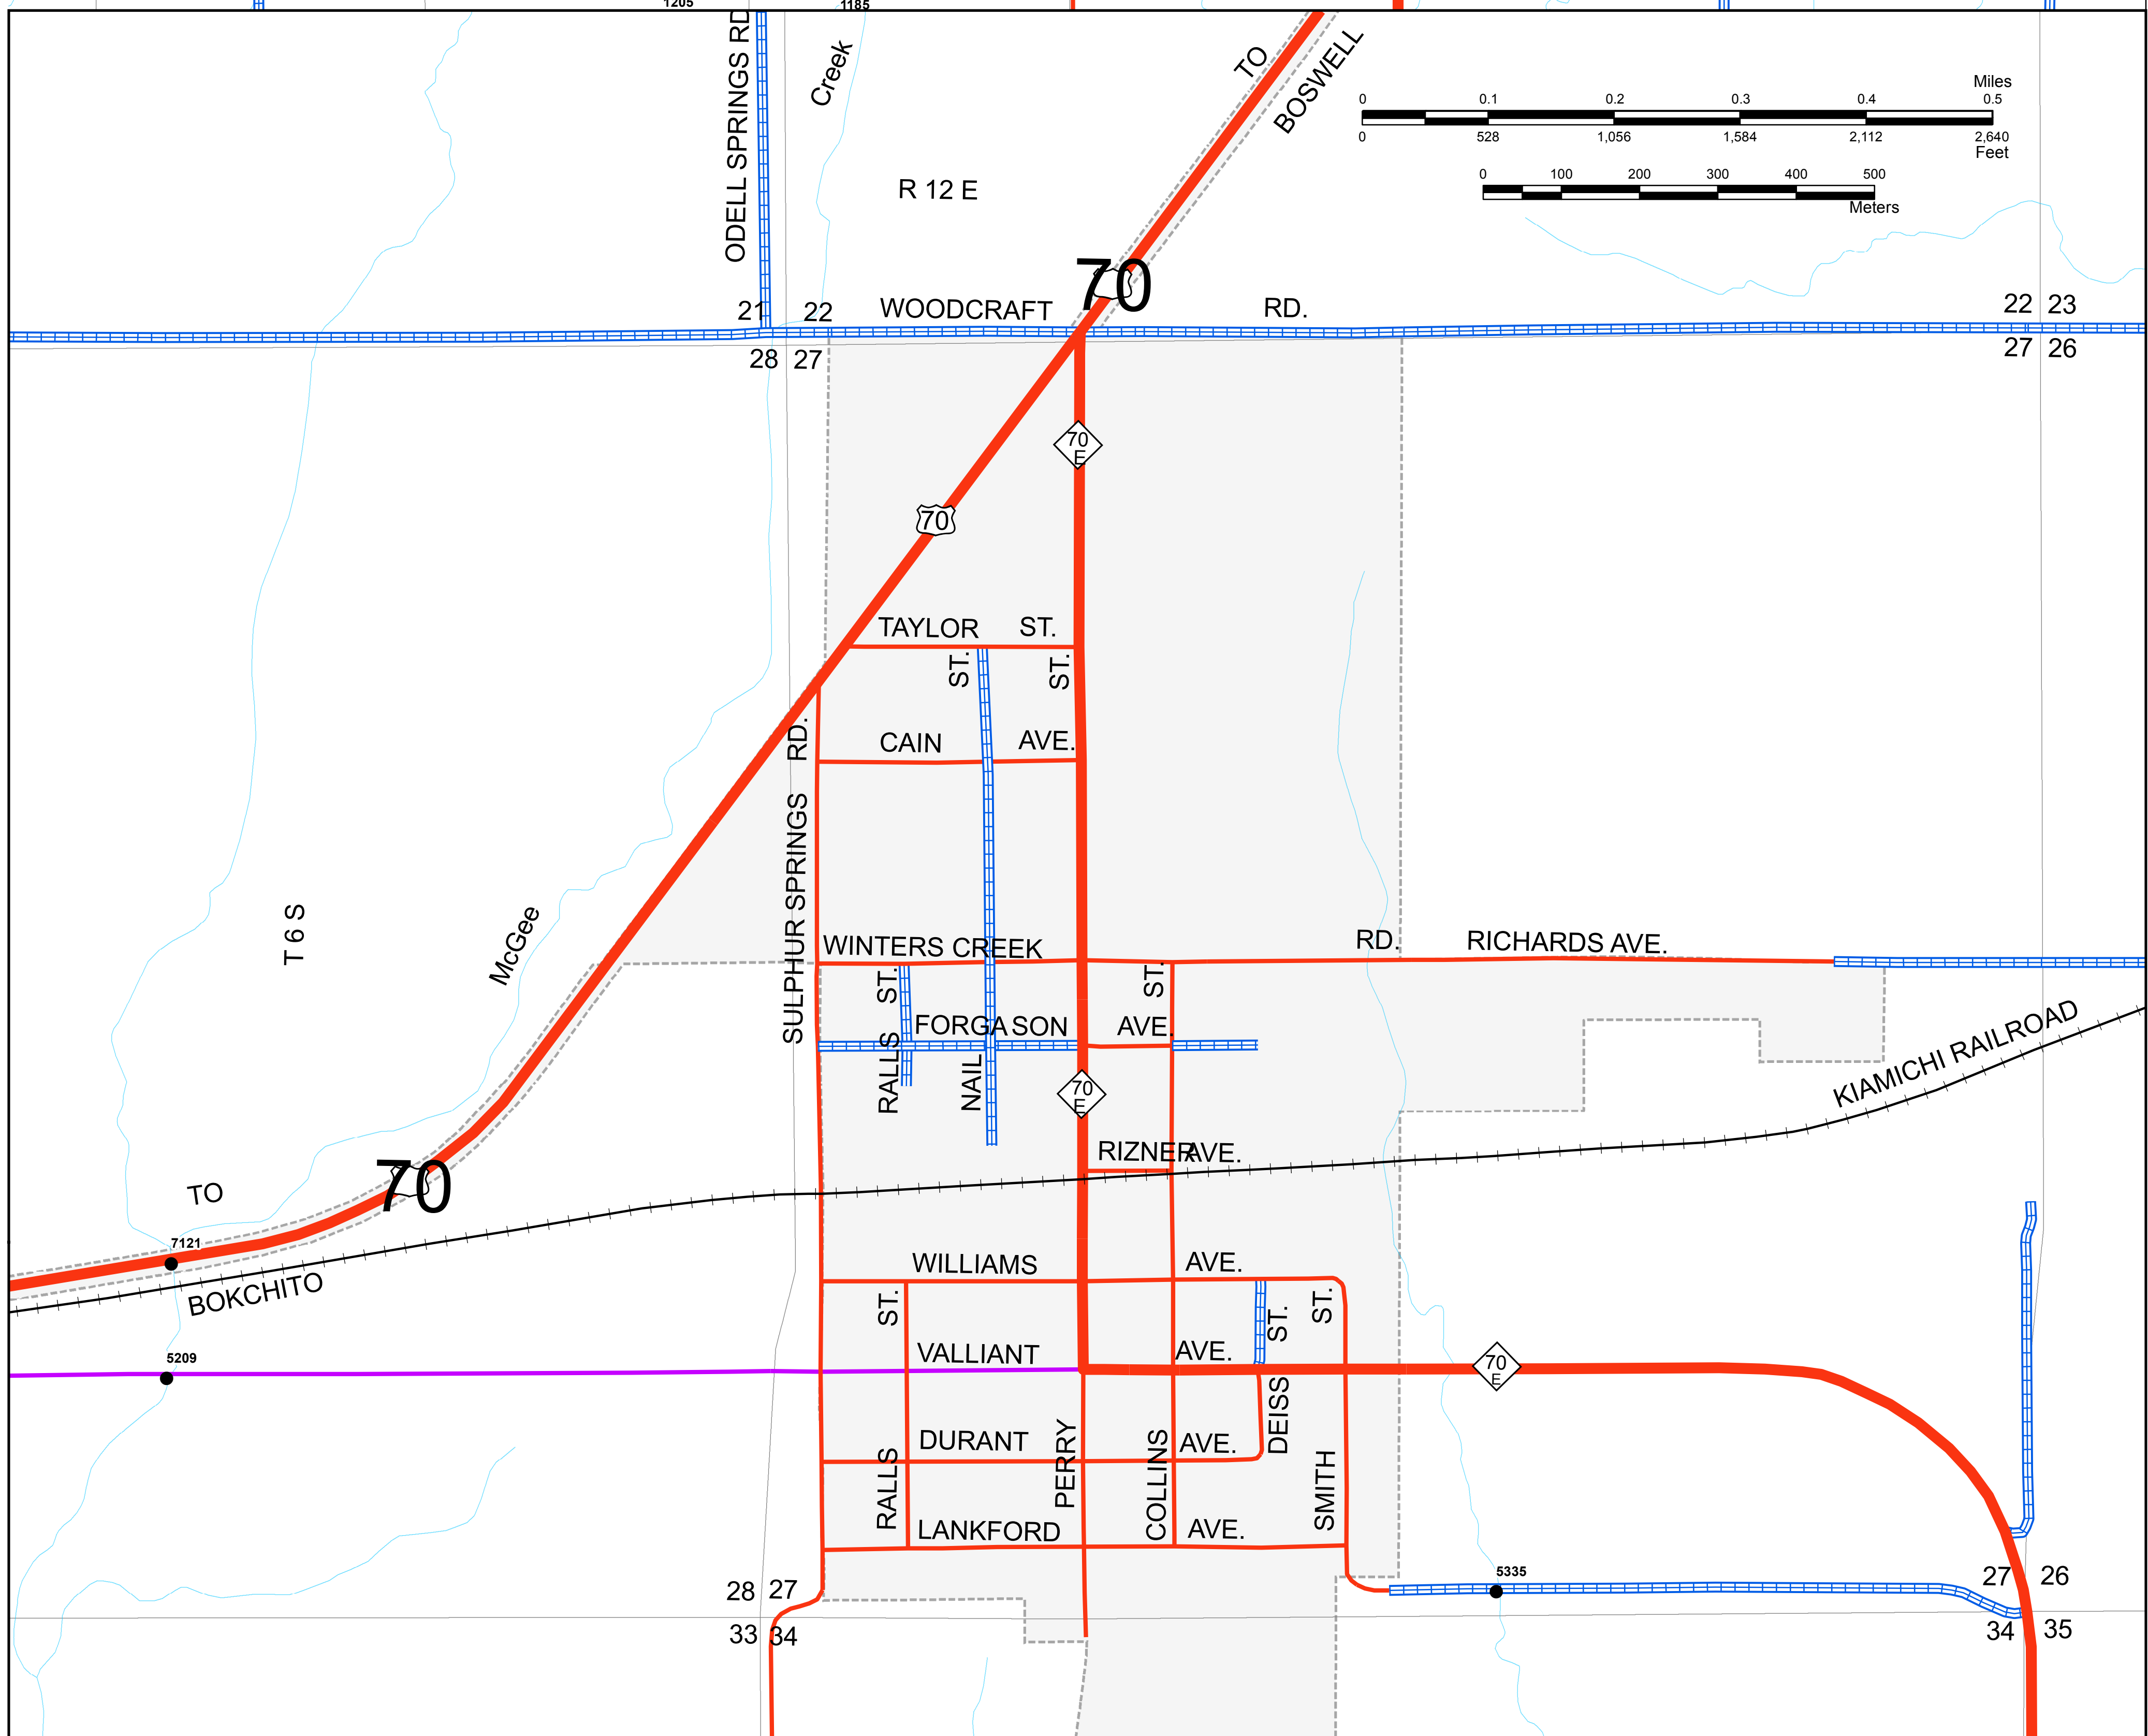 1205
1185
ODELL SPRINGS RD
Creek
TO
BOSWELL
Miles
0 0.1 0.2 0.3 0.4 0.5
0 528 1,056 1,584 2,112 2,640
Feet
0 100 200 300 400 500
Meters
R 12 E
70
21 22
WOODCRAFT RD.
22 23
28 27
27 26
70 E
70
TAYLOR ST.
ST.
ST.
CAIN AVE.
SULPHUR SPRINGS RD.
T 6 S
McGee
WINTERS CREEK RD.
RICHARDS AVE.
RALLS ST.
ST.
FORGASON AVE.
NAIL
70 E
KIAMICHI RAILROAD
RIZNER AVE.
70
TO
7121
BOKCHITO
WILLIAMS AVE.
ST.
ST.
ST.
5209
VALLIANT AVE.
70 E
DEISS
DURANT AVE.
RALLS
PERRY
COLLINS
SMITH
LANKFORD AVE.
5335
28 27
27 26
33 34
34 35